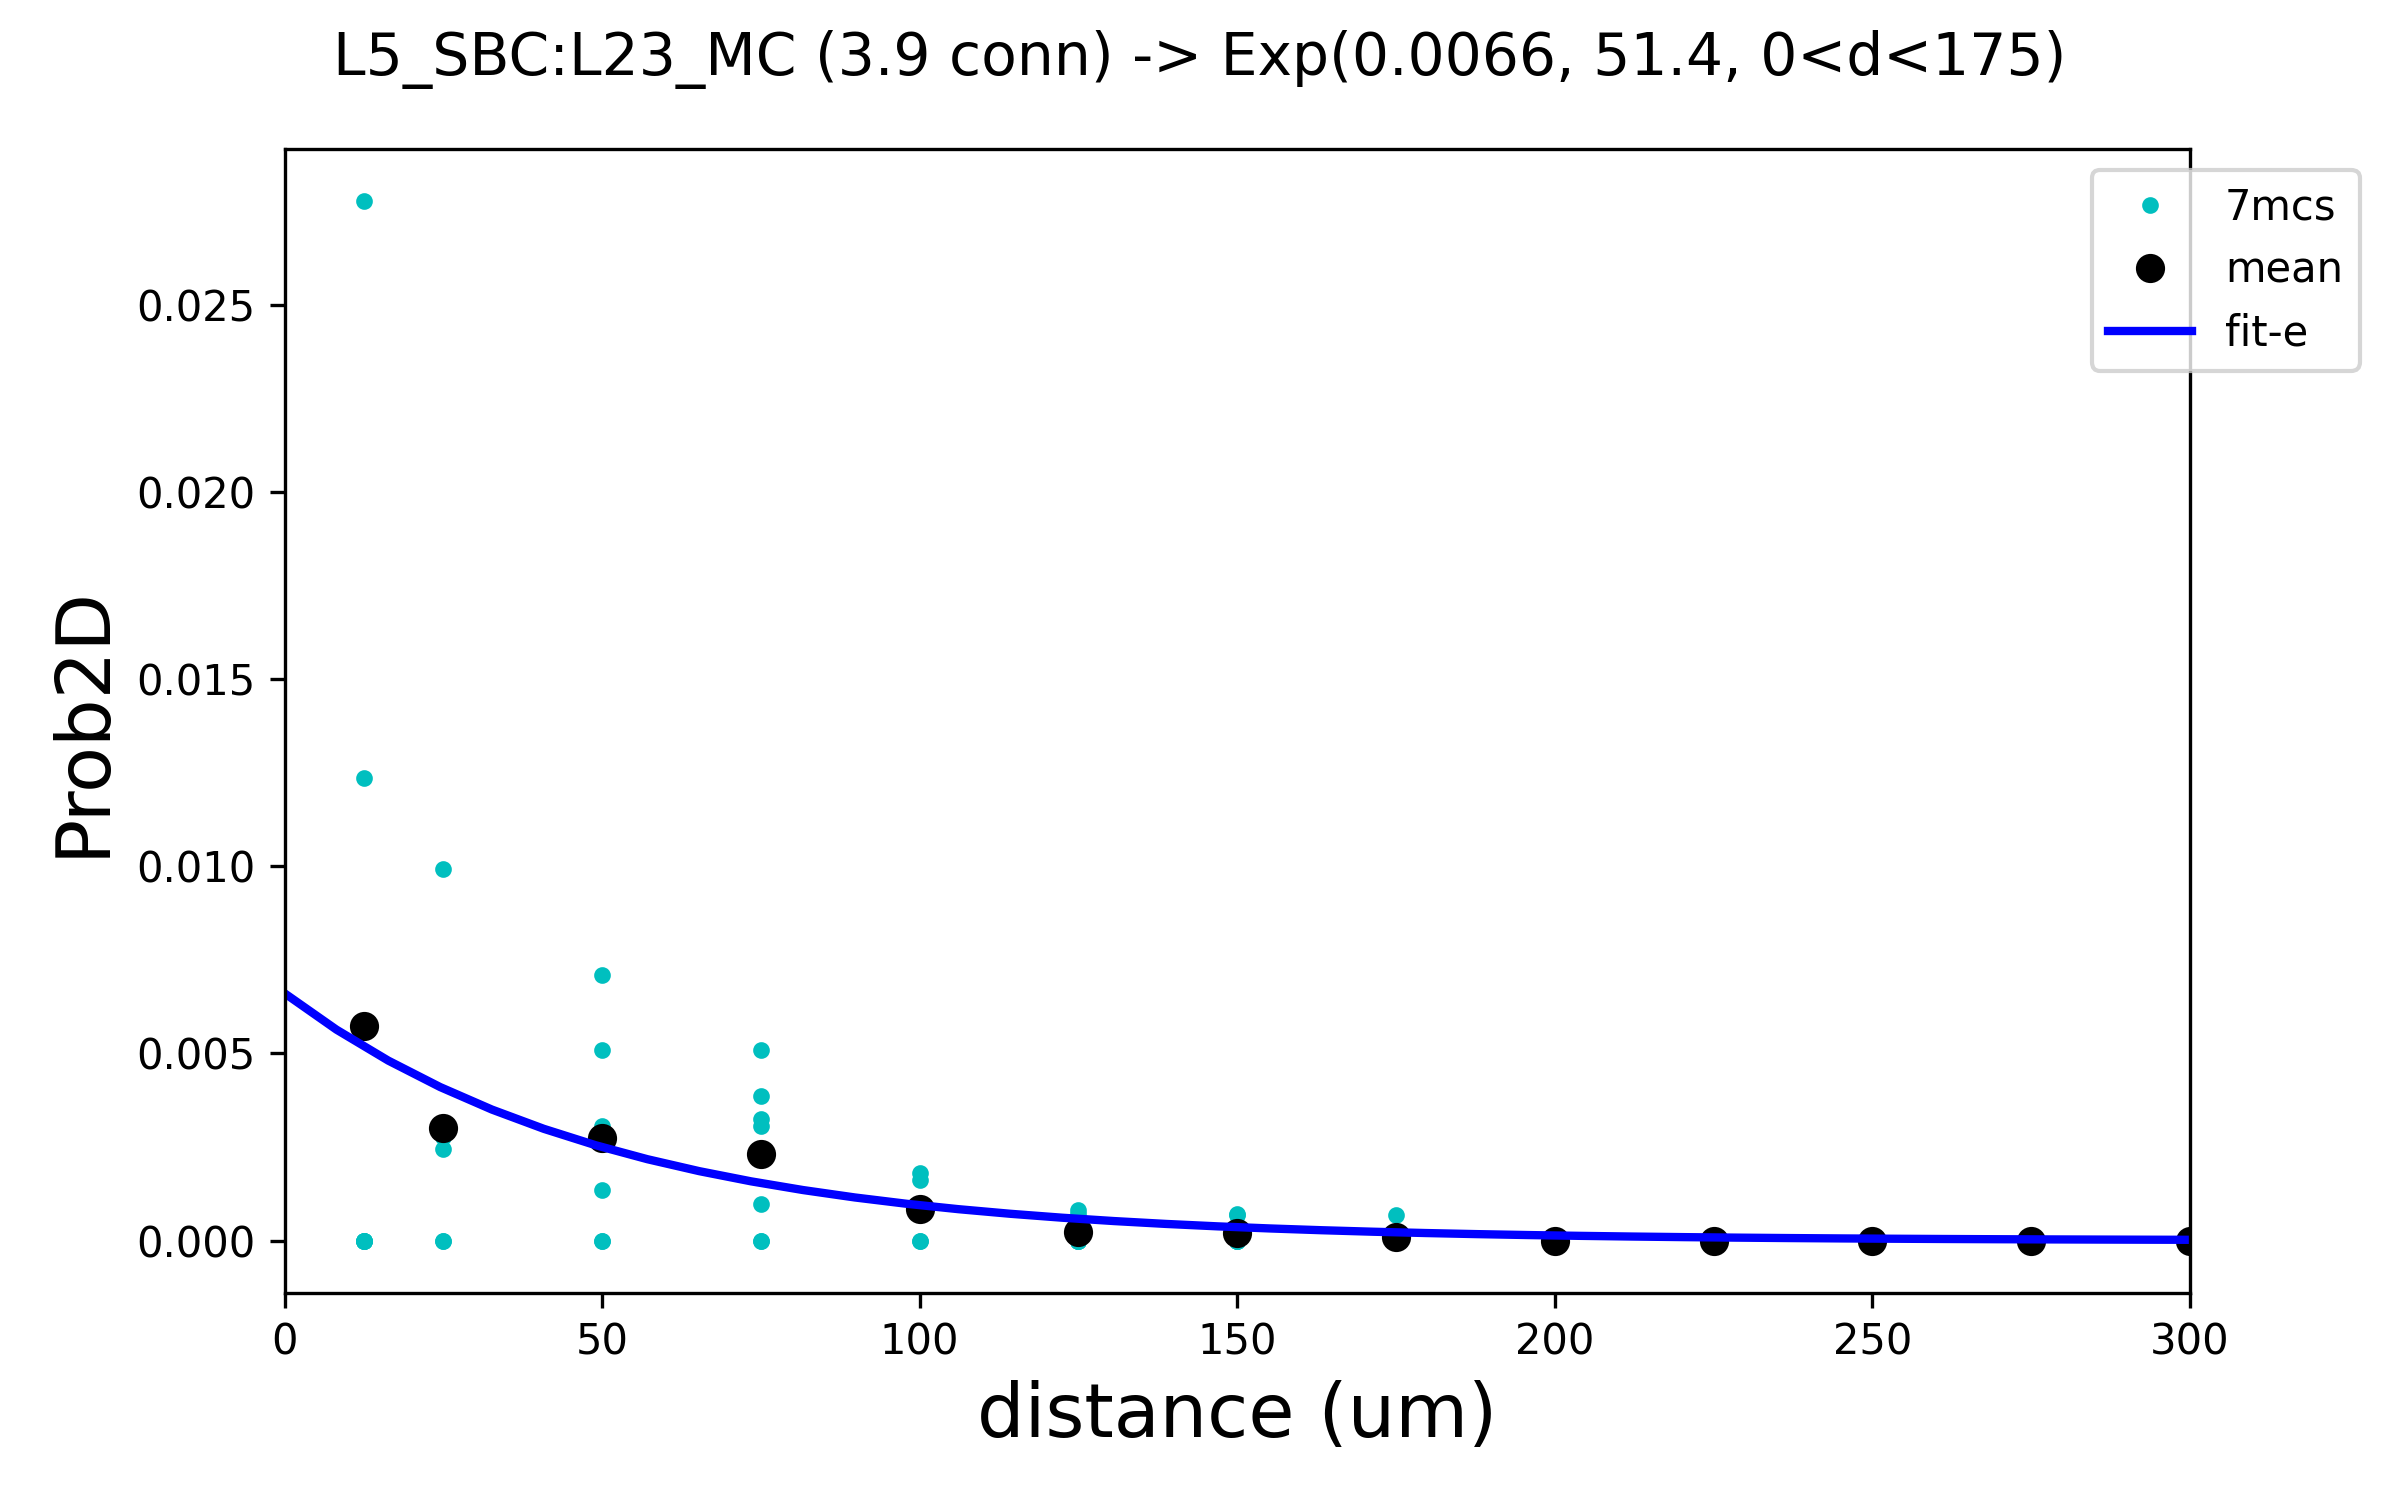 L5_SBC:L23_MC (3.9 conn) -> Exp(0.0066, 51.4, 0<d<175)
7mcs
mean
fit-e
0.025
0.020
0.015
0.010
0.005
0.000
Prob2D
0 50 100 150 200 250 300
distance (um)